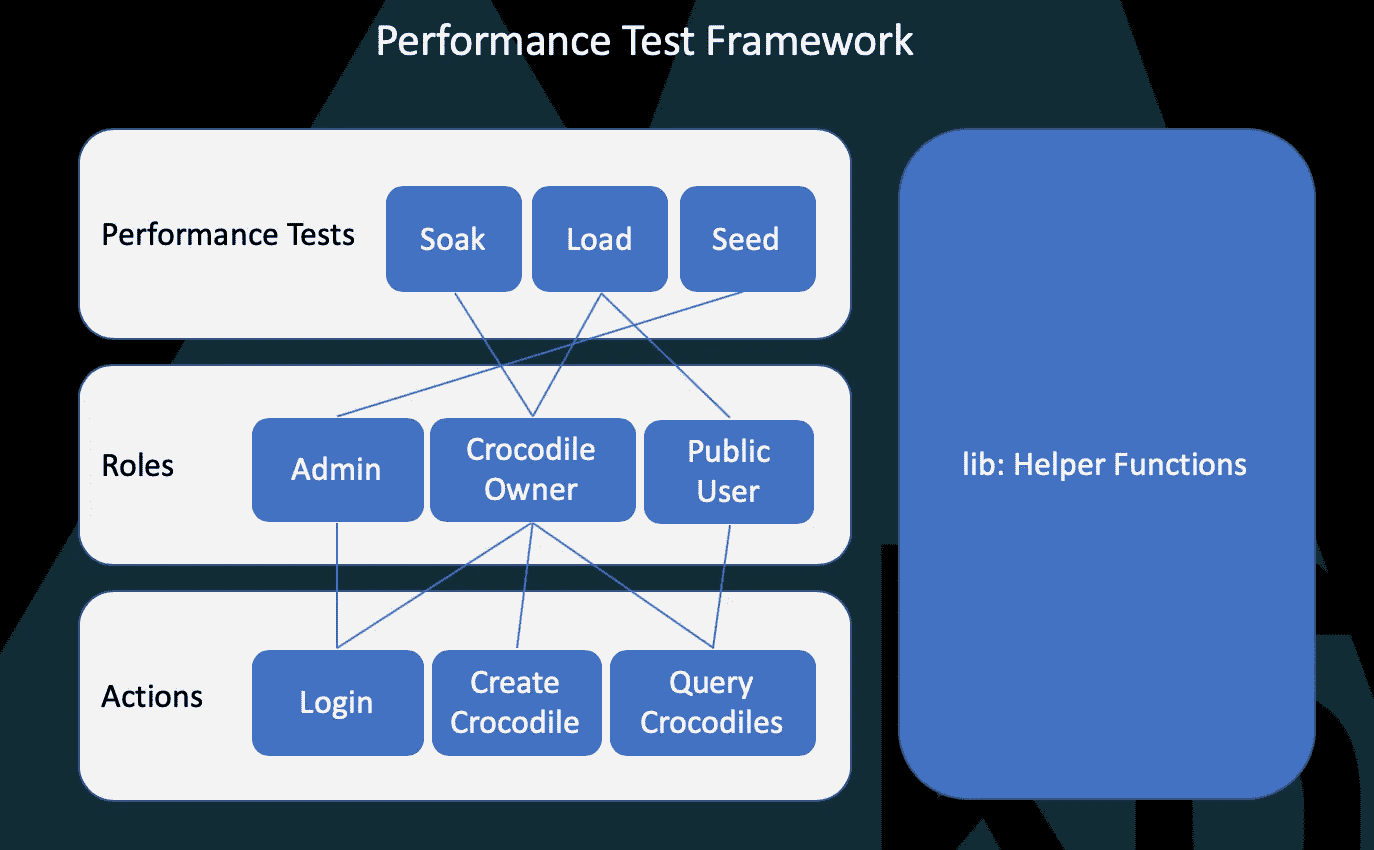 Performance Test Framework
Performance Tests
Soak
Load
Seed
Roles
Admin
Crocodile
Owner
Public
User
Actions
Login
Create
Crocodile
Query
Crocodiles
lib: Helper Functions